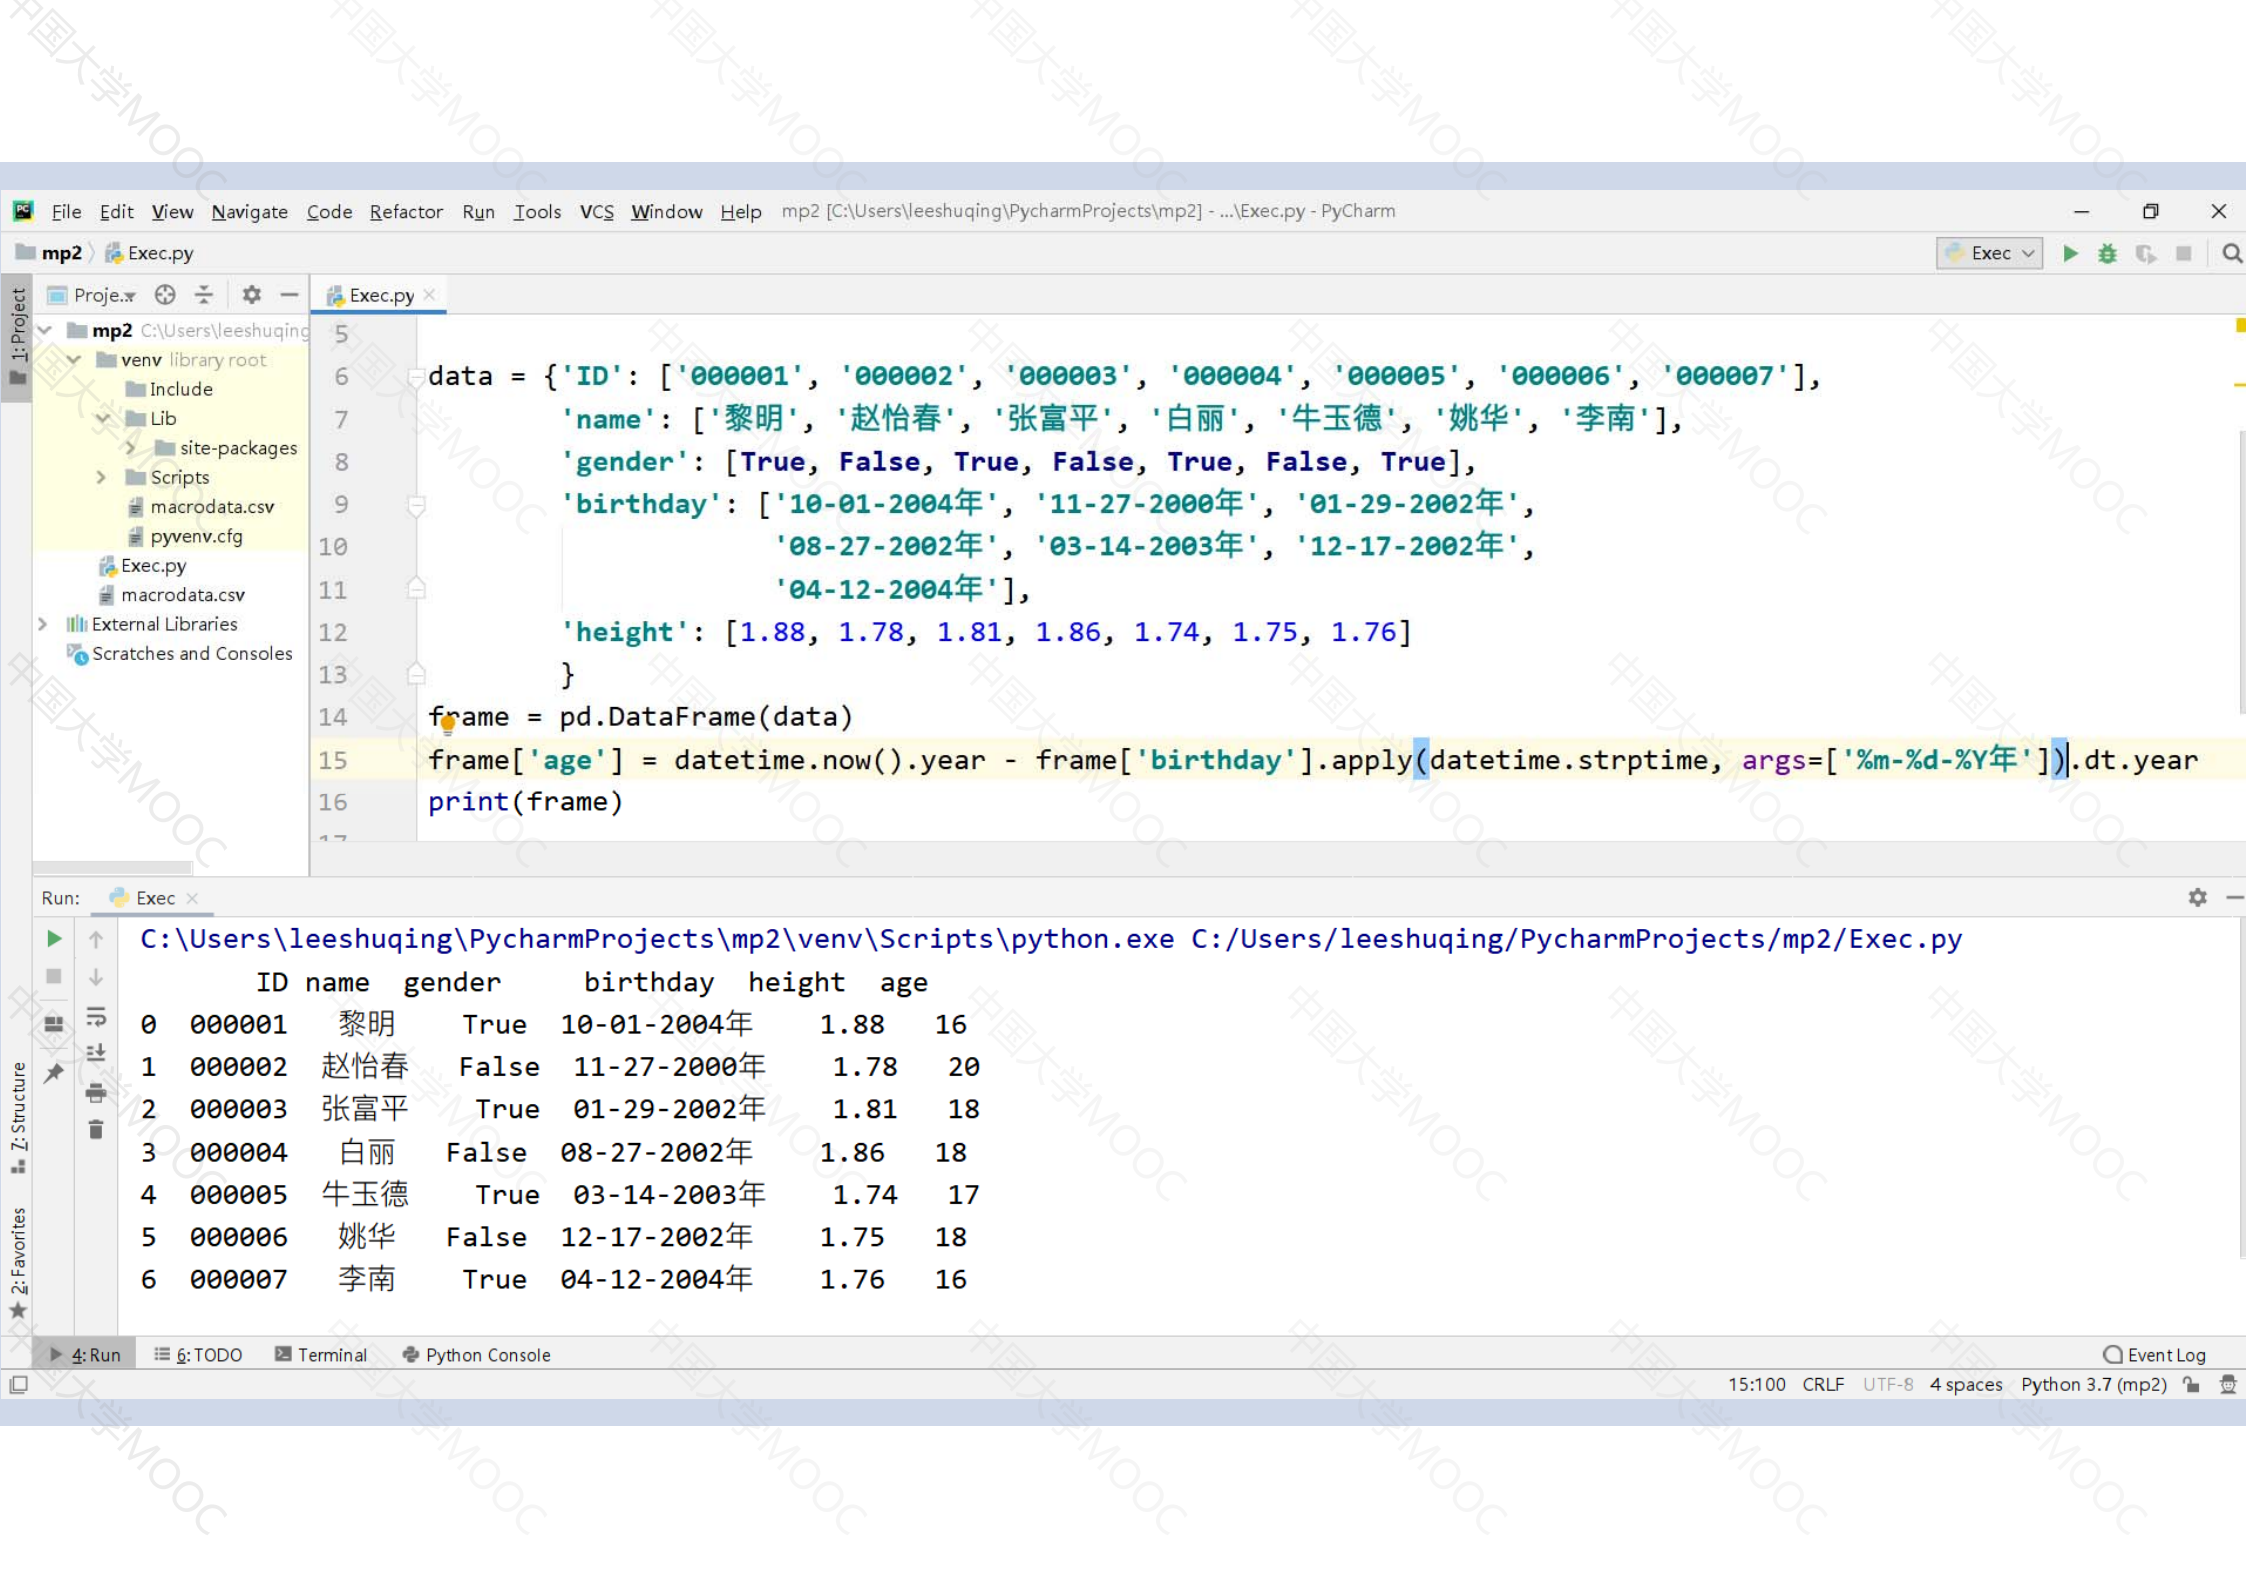 File Edit View Navigate Code Refactor Run Tools VCS Window Help mp2 [C:\Users\leeshuqing\PycharmProjects\mp2] - ...\Exec.py - PyCharm
mp2 Exec.py Exec
1: Project
Proje... Exec.py
mp2 C:\Users\leeshuqing
venv library root
Include
Lib
site-packages
Scripts
macrodata.csv
pyvenv.cfg
Exec.py
macrodata.csv
External Libraries
Scratches and Consoles
5
6 data = {'ID': ['000001', '000002', '000003', '000004', '000005', '000006', '000007'],
7 'name': ['黎明', '赵怡春', '张富平', '白丽', '牛玉德', '姚华', '李南'],
8 'gender': [True, False, True, False, True, False, True],
9 'birthday': ['10-01-2004年', '11-27-2000年', '01-29-2002年',
10 '08-27-2002年', '03-14-2003年', '12-17-2002年',
11 '04-12-2004年'],
12 'height': [1.88, 1.78, 1.81, 1.86, 1.74, 1.75, 1.76]
13 }
14 frame = pd.DataFrame(data)
15 frame['age'] = datetime.now().year - frame['birthday'].apply(datetime.strptime, args=['%m-%d-%Y年']).dt.year
16 print(frame)
17
Run: Exec
C:\Users\leeshuqing\PycharmProjects\mp2\venv\Scripts\python.exe C:/Users/leeshuqing/PycharmProjects/mp2/Exec.py
ID name gender birthday height age
0 000001 黎明 True 10-01-2004年 1.88 16
1 000002 赵怡春 False 11-27-2000年 1.78 20
2 000003 张富平 True 01-29-2002年 1.81 18
3 000004 白丽 False 08-27-2002年 1.86 18
4 000005 牛玉德 True 03-14-2003年 1.74 17
5 000006 姚华 False 12-17-2002年 1.75 18
6 000007 李南 True 04-12-2004年 1.76 16
7: Structure
2: Favorites
4: Run 6: TODO Terminal Python Console Event Log
15:100 CRLF UTF-8 4 spaces Python 3.7 (mp2)
中国大学MOOC